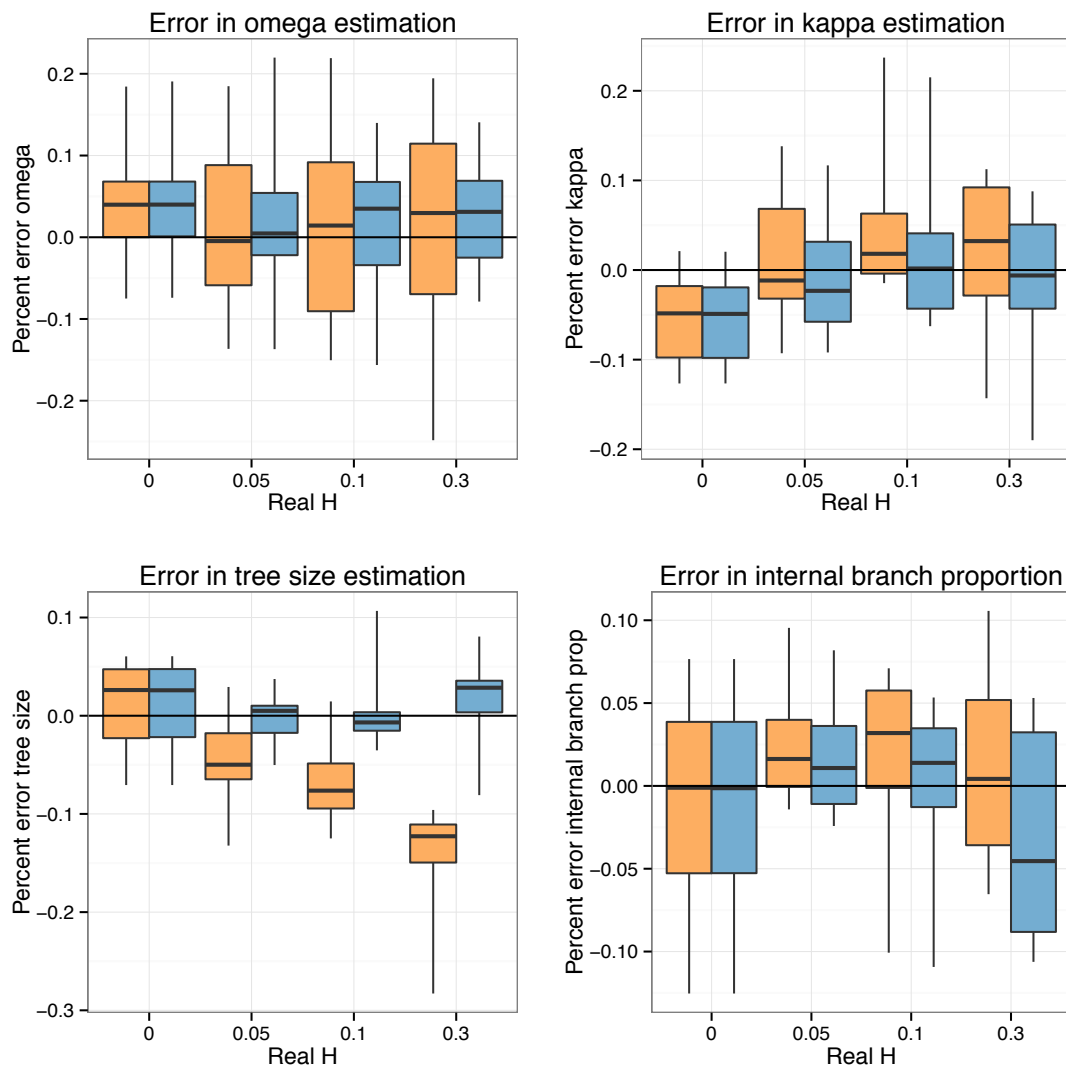 Error in omega estimation
Percent error omega
0.2
0.1
0.0
−0.1
−0.2
0 0.05 0.1 0.3
Real H
Error in kappa estimation
Percent error kappa
0.2
0.1
0.0
−0.1
−0.2
0 0.05 0.1 0.3
Real H
Error in tree size estimation
Percent error tree size
0.1
0.0
−0.1
−0.2
−0.3
0 0.05 0.1 0.3
Real H
Error in internal branch proportion
Percent error internal branch prop
0.10
0.05
0.00
−0.05
−0.10
0 0.05 0.1 0.3
Real H